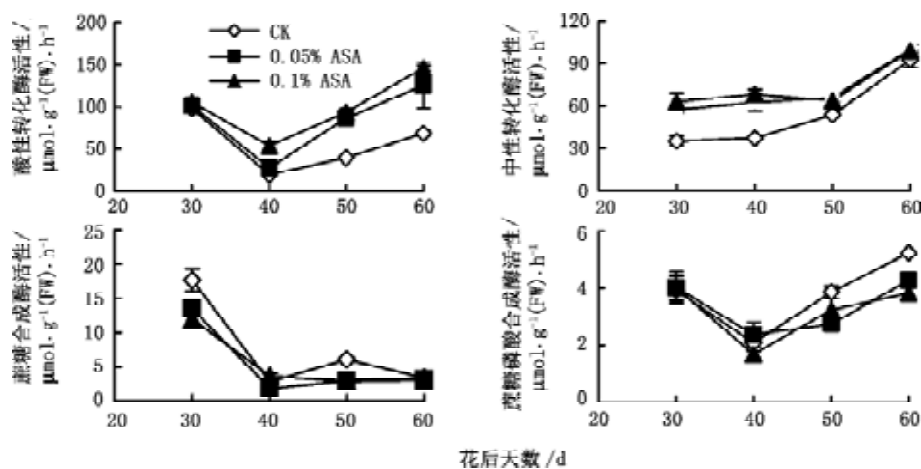 酸性转化酶活性/
μmol·g⁻¹(FW)·h⁻¹
200
150
100
50
0
CK
0.05% ASA
0.1% ASA
20 30 40 50 60
中性转化酶活性/
μmol·g⁻¹(FW)·h⁻¹
120
90
60
30
0
20 30 40 50 60
蔗糖合成酶活性/
μmol·g⁻¹(FW)·h⁻¹
25
20
15
10
5
0
20 30 40 50 60
蔗糖磷酸合成酶活性/
μmol·g⁻¹(FW)·h⁻¹
6
4
2
0
20 30 40 50 60
花后天数/d